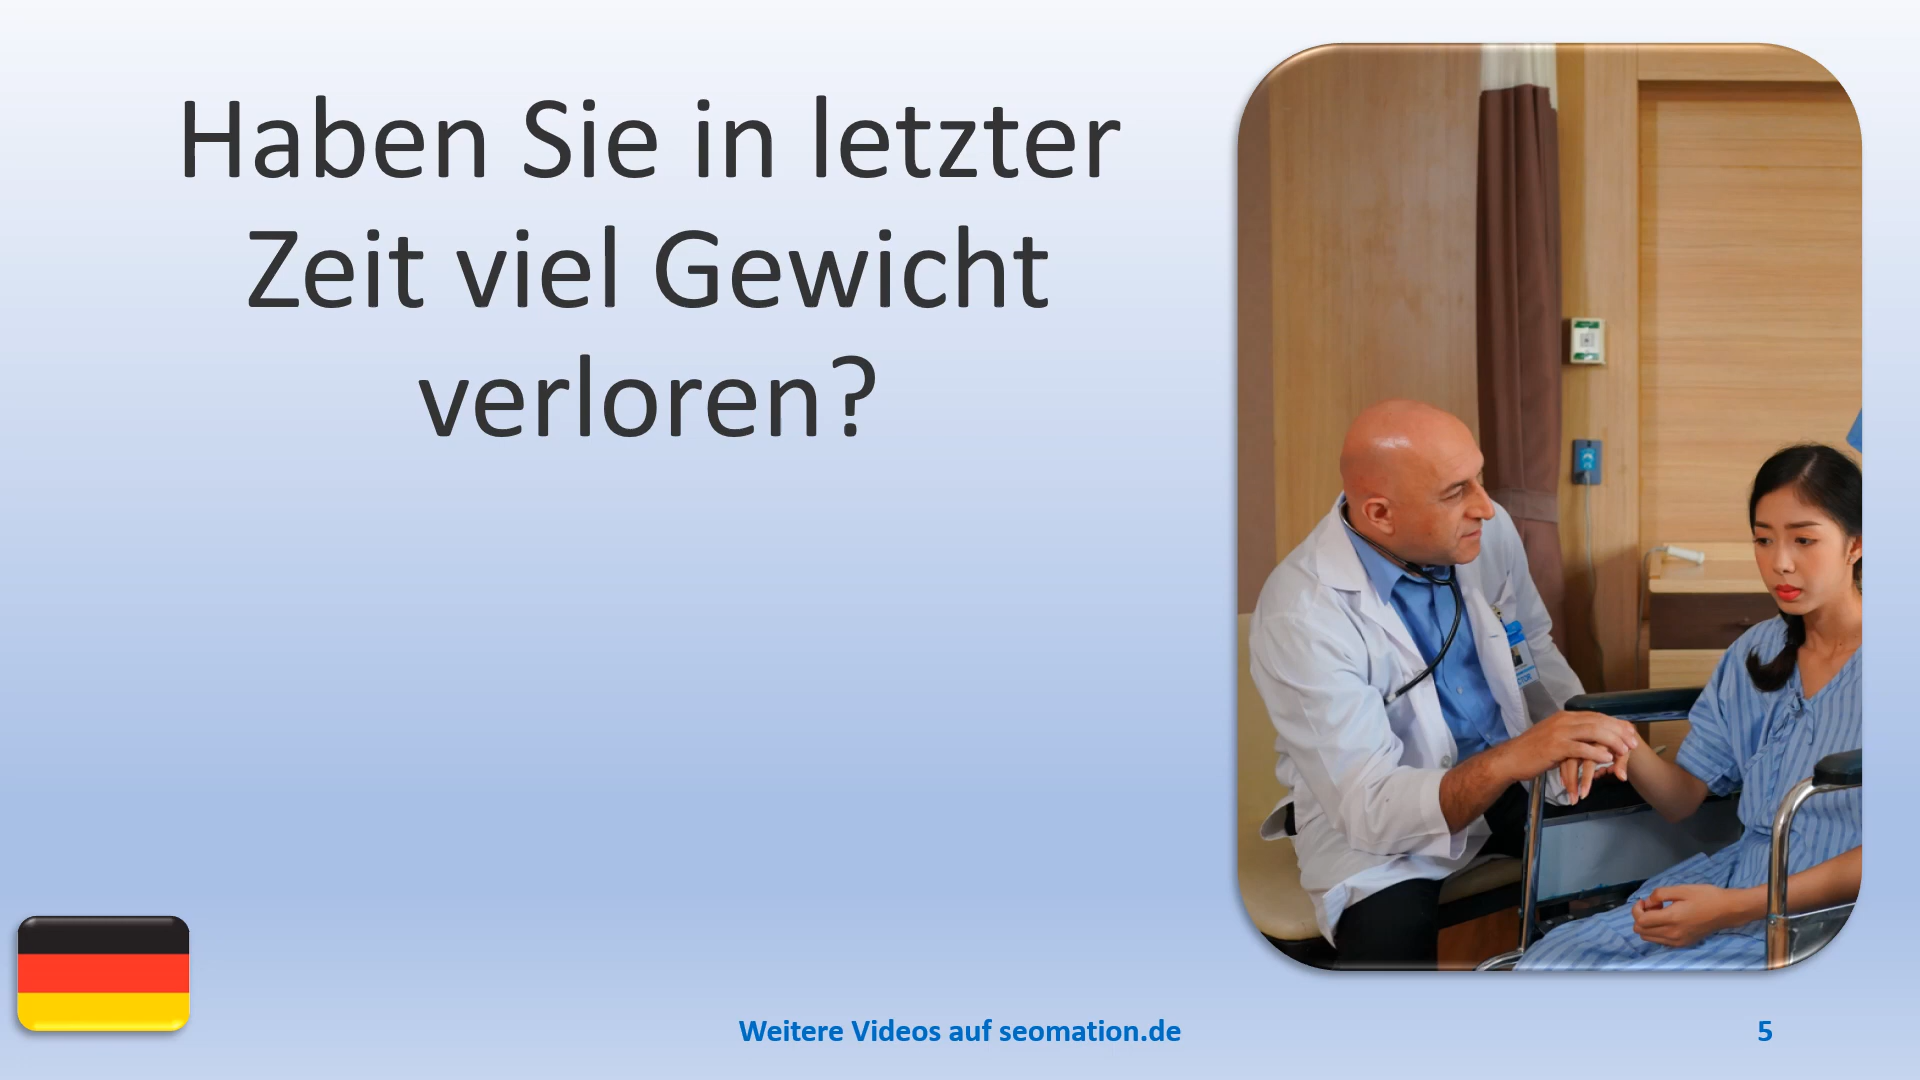 Haben Sie in letzter
Zeit viel Gewicht
verloren?
Weitere Videos auf seomation.de
5